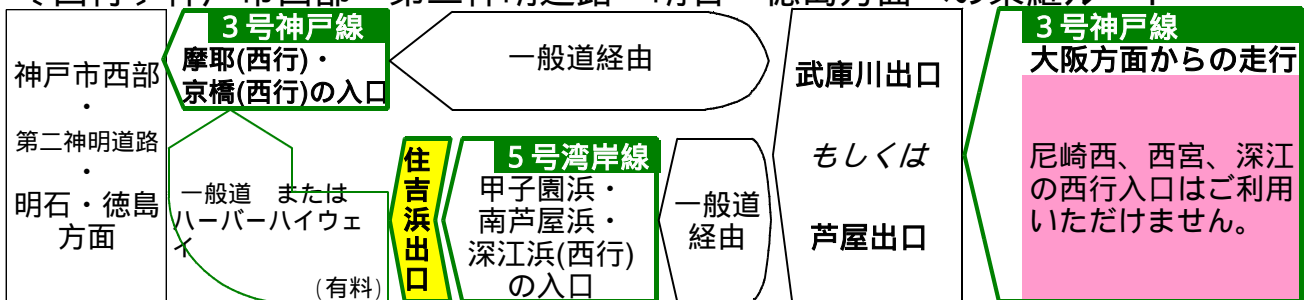 神戸市西部
・
第二神明道路
・
明石・徳島
方面
３号神戸線
摩耶(西行)・
京橋(西行)の入口
一般道経由
一般道　または
ハーバーハイウェ
イ
(有料)
住吉浜出口
５号湾岸線
甲子園浜・
南芦屋浜・
深江浜(西行)
の入口
一般道
経由
武庫川出口
もしくは
芦屋出口
３号神戸線
大阪方面からの走行
尼崎西、西宮、深江
の西行入口はご利用
いただけません。